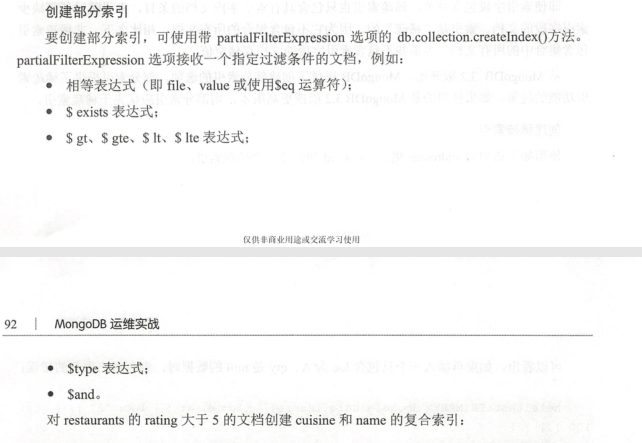 创建部分索引
要创建部分索引，可使用带 partialFilterExpression 选项的 db.collection.createIndex()方法。
partialFilterExpression 选项接收一个指定过滤条件的文档，例如：
● 相等表达式（即 file、value 或使用$eq 运算符）；
● $ exists 表达式；
● $ gt、$ gte、$ lt、$ lte 表达式；
仅供非商业用途或交流学习使用
92 | MongoDB 运维实战
● $type 表达式；
● $and。
对 restaurants 的 rating 大于 5 的文档创建 cuisine 和 name 的复合索引：